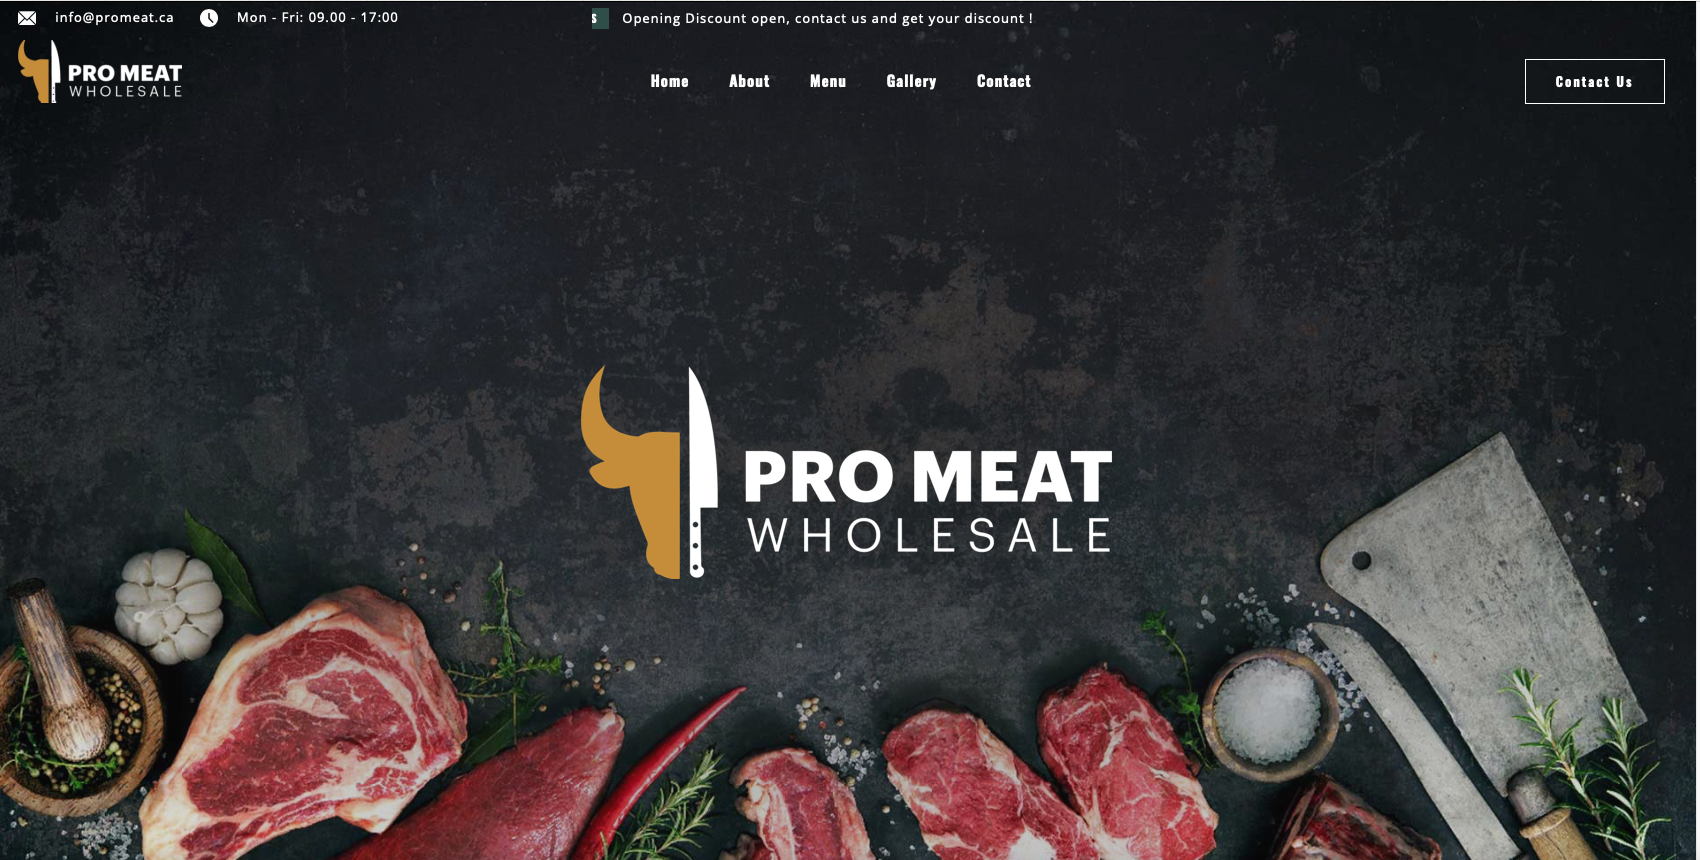 info@promeat.ca
Mon - Fri: 09.00 - 17:00
S
Opening Discount open, contact us and get your discount !
PRO MEAT
WHOLESALE
Home
About
Menu
Gallery
Contact
Contact Us
PRO MEAT
WHOLESALE